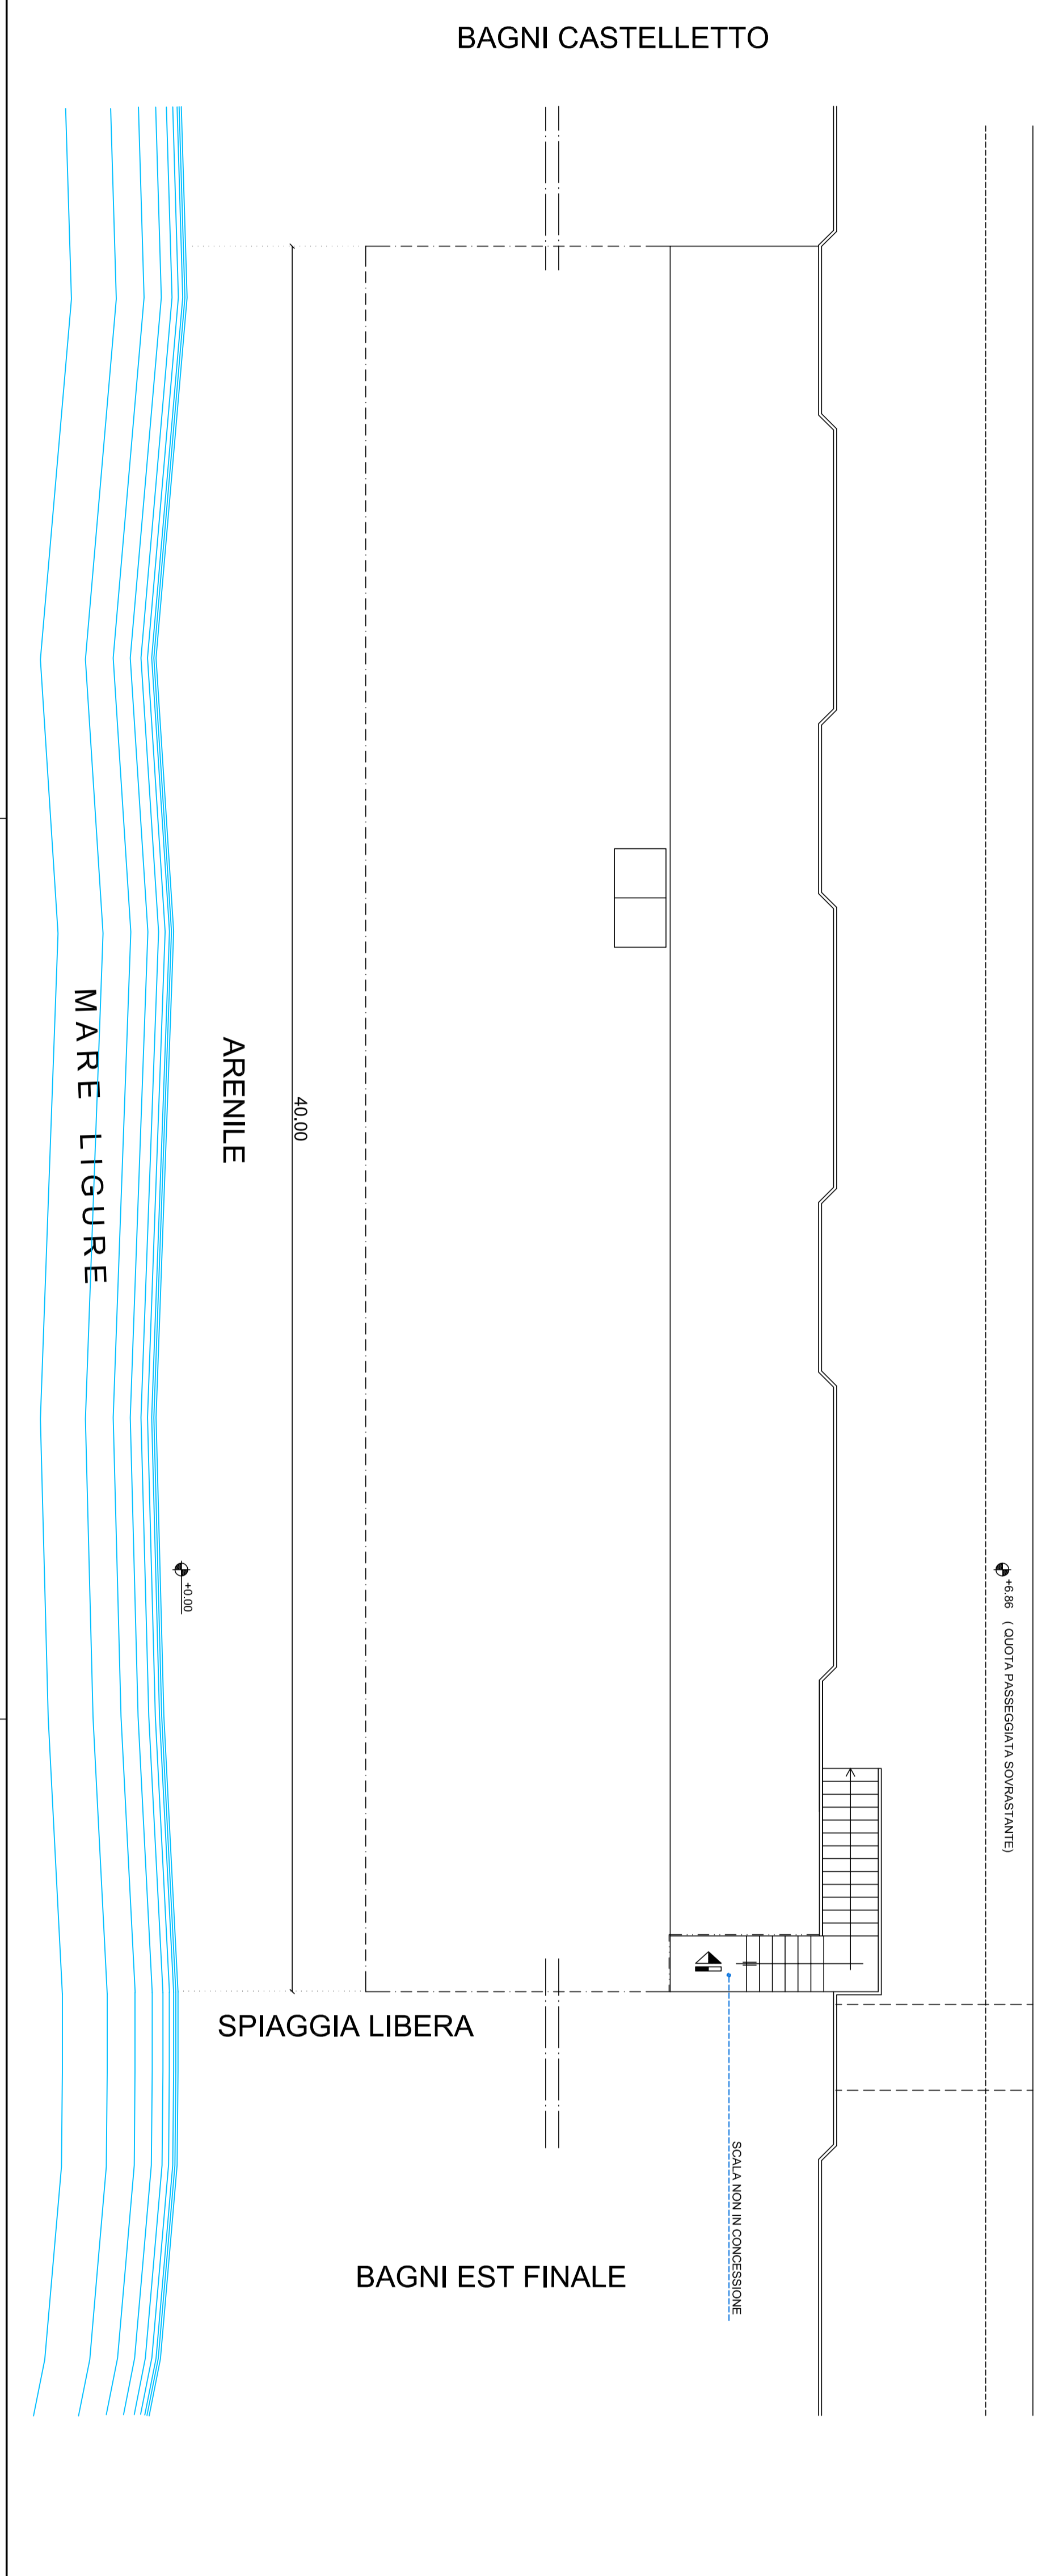 BAGNI CASTELLETTO
MARE LIGURE
ARENILE
40.00
+0.00
+6.86 ( QUOTA PASSEGGIATA SOVRASTANTE)
SPIAGGIA LIBERA
SCALA NON IN CONCESSIONE
BAGNI EST FINALE